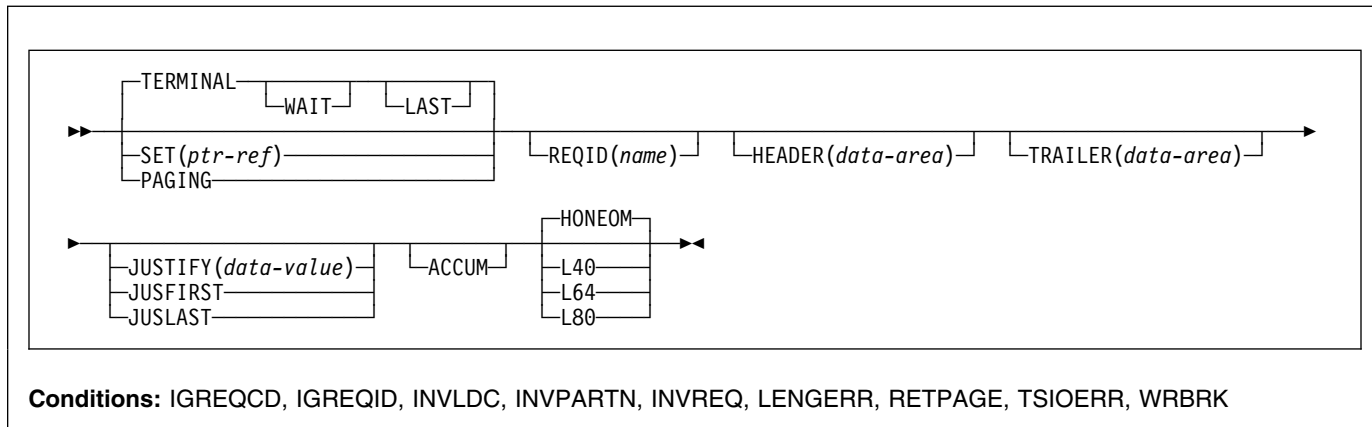 TERMINAL
WAIT LAST
SET(ptr-ref) REQID(name) HEADER(data-area) TRAILER(data-area)
PAGING
HONEOM
JUSTIFY(data-value) ACCUM L40
JUSFIRST L64
JUSLAST L80
Conditions: IGREQCD, IGREQID, INVLDC, INVPARTN, INVREQ, LENGERR, RETPAGE, TSIOERR, WRBRK